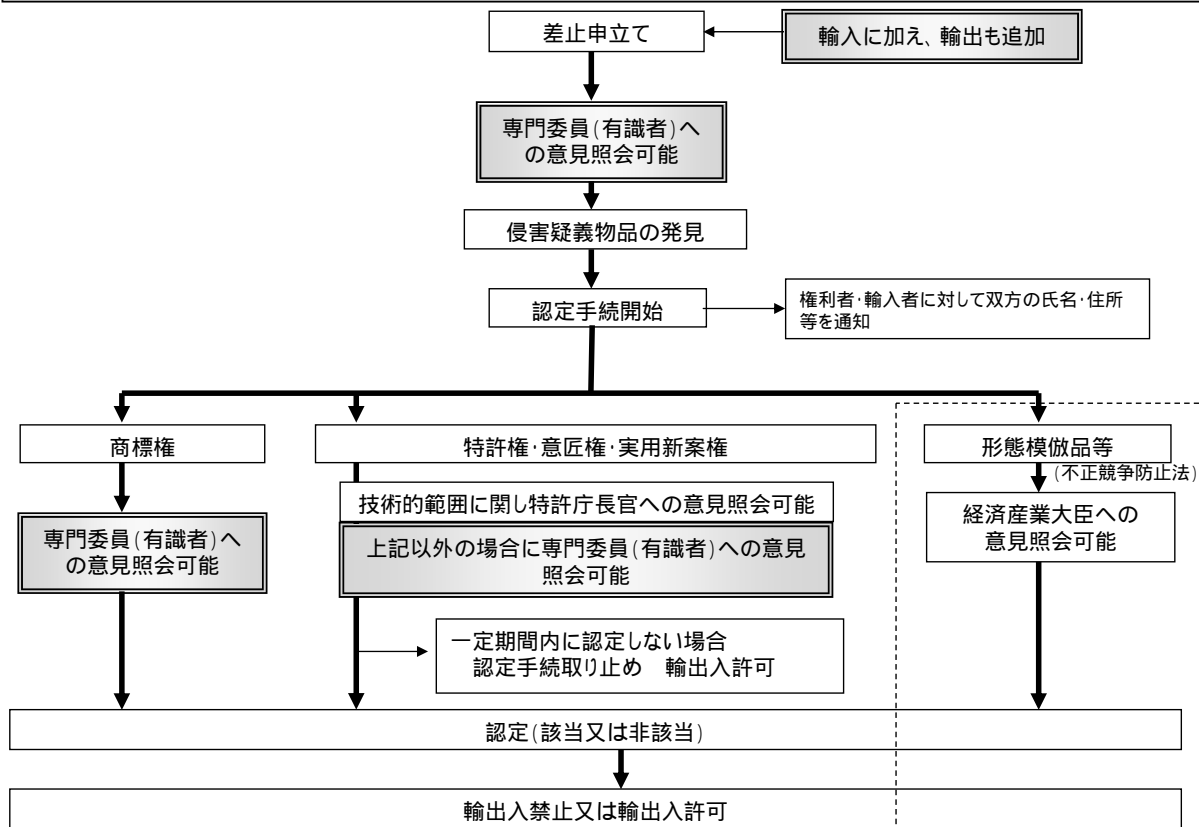 差止申立て
輸入に加え、輸出も追加
専門委員(有識者)へ
の意見照会可能
侵害疑義物品の発見
認定手続開始
権利者・輸入者に対して双方の氏名・住所
等を通知
商標権
特許権・意匠権・実用新案権
形態模倣品等
(不正競争防止法)
専門委員(有識者)へ
の意見照会可能
技術的範囲に関し特許庁長官への意見照会可能
上記以外の場合に専門委員(有識者)への意見
照会可能
経済産業大臣への
意見照会可能
一定期間内に認定しない場合
認定手続取り止め　輸出入許可
認定(該当又は非該当)
輸出入禁止又は輸出入許可